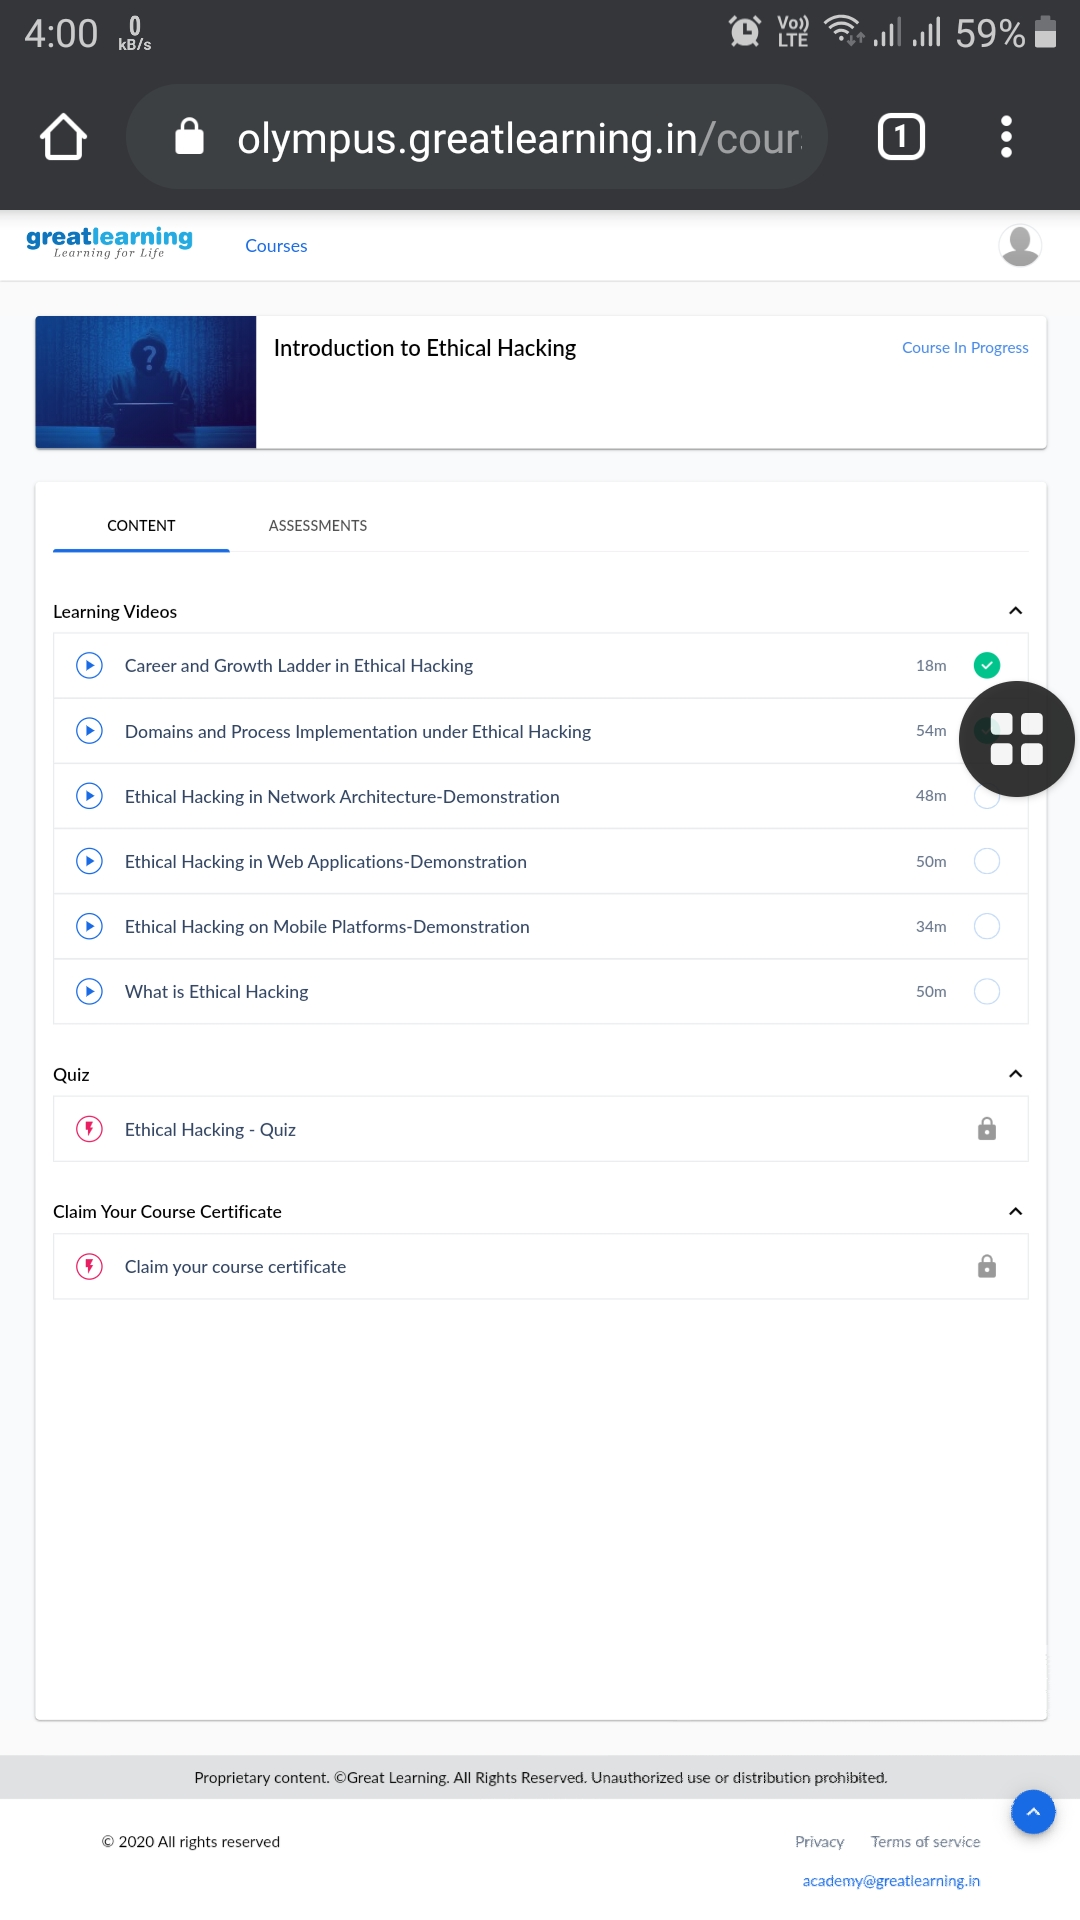 4:00 0 kB/s Vo)) LTE 59%
olympus.greatlearning.in/cour
1
greatlearning
Learning for Life
Courses
?
Introduction to Ethical Hacking
Course In Progress
CONTENT ASSESSMENTS
Learning Videos
Career and Growth Ladder in Ethical Hacking 18m
Domains and Process Implementation under Ethical Hacking 54m
Ethical Hacking in Network Architecture-Demonstration 48m
Ethical Hacking in Web Applications-Demonstration 50m
Ethical Hacking on Mobile Platforms-Demonstration 34m
What is Ethical Hacking 50m
Quiz
Ethical Hacking - Quiz
Claim Your Course Certificate
Claim your course certificate
Proprietary content. ©Great Learning. All Rights Reserved. Unauthorized use or distribution prohibited.
© 2020 All rights reserved Privacy Terms of service
academy@greatlearning.in